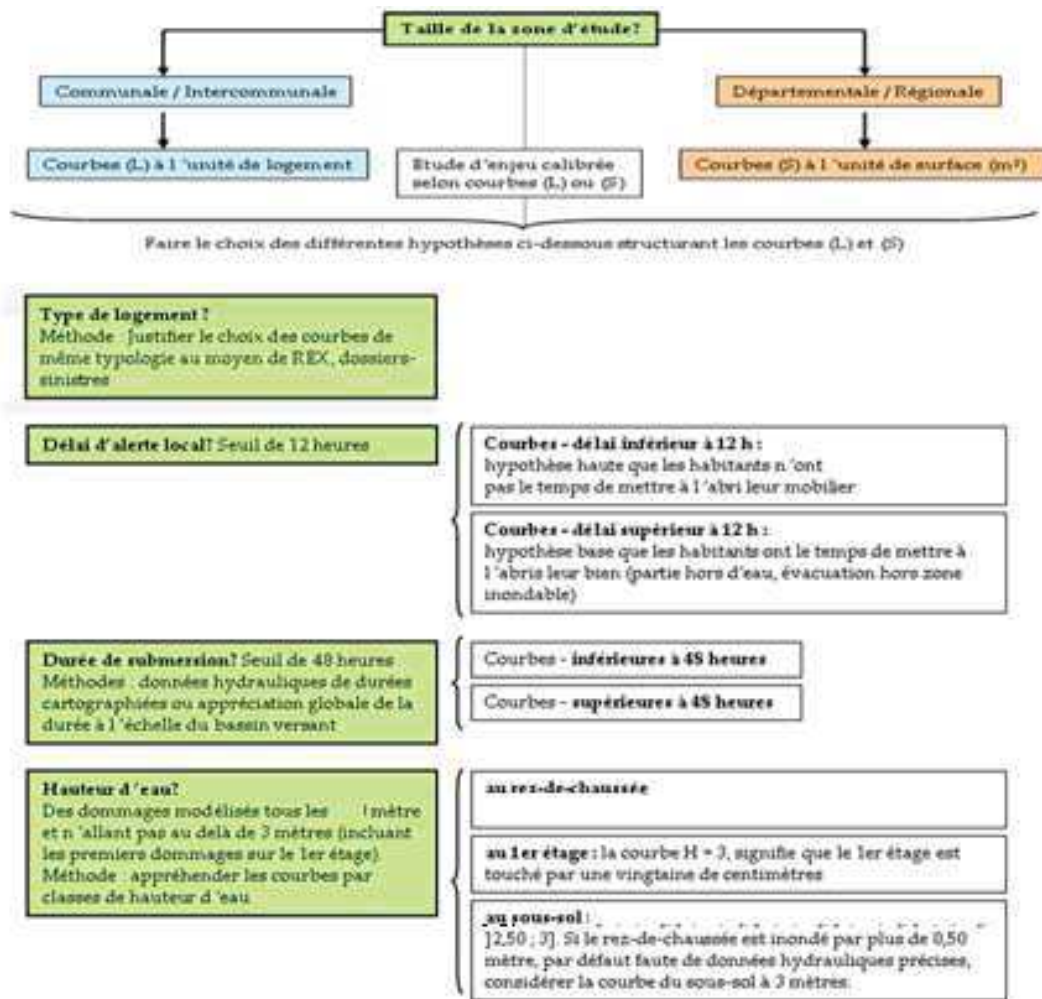 Taille de la zone d'étude?
Communale / Intercommunale
Départementale / Régionale
Courbes (L) à l 'unité de logement
Etude d'enjeu calibrée
selon courbes (L) ou (S)
Courbes (S) à l 'unité de surface (m²)
Faire le choix des différentes hypothèses ci-dessous structurant les courbes (L) et (S)
Type de logement ?
Méthode : Justifier le choix des courbes de
même typologie au moyen de REX, dossiers-
sinistres
Délai d'alerte local? Seuil de 12 heures
Courbes - délai inférieur à 12 h :
hypothèse haute que les habitants n 'ont
pas le temps de mettre à l 'abri leur mobilier
Courbes - délai supérieur à 12 h :
hypothèse base que les habitants ont le temps de mettre à
l 'abris leur bien (partie hors d'eau, évacuation hors zone
inondable)
Durée de submersion? Seuil de 48 heures
Méthodes : données hydrauliques de durées
cartographiées ou appréciation globale de la
durée à l 'échelle du bassin versant
Courbes - inférieures à 48 heures
Courbes - supérieures à 48 heures
Hauteur d 'eau?
Des dommages modélisés tous les mètre
et n 'allant pas au delà de 3 mètres (incluant
les premiers dommages sur le 1er étage)
Méthode : appréhender les courbes par
classes de hauteur d 'eau
au rez-de-chaussée
au 1er étage : la courbe H = 3, signifie que le 1er étage est
touché par une vingtaine de centimètres
au sous-sol :
]2,50 ; 3]. Si le rez-de-chaussée est inondé par plus de 0,50
mètre, par défaut faute de données hydrauliques précises,
considérer la courbe du sous-sol à 3 mètres.